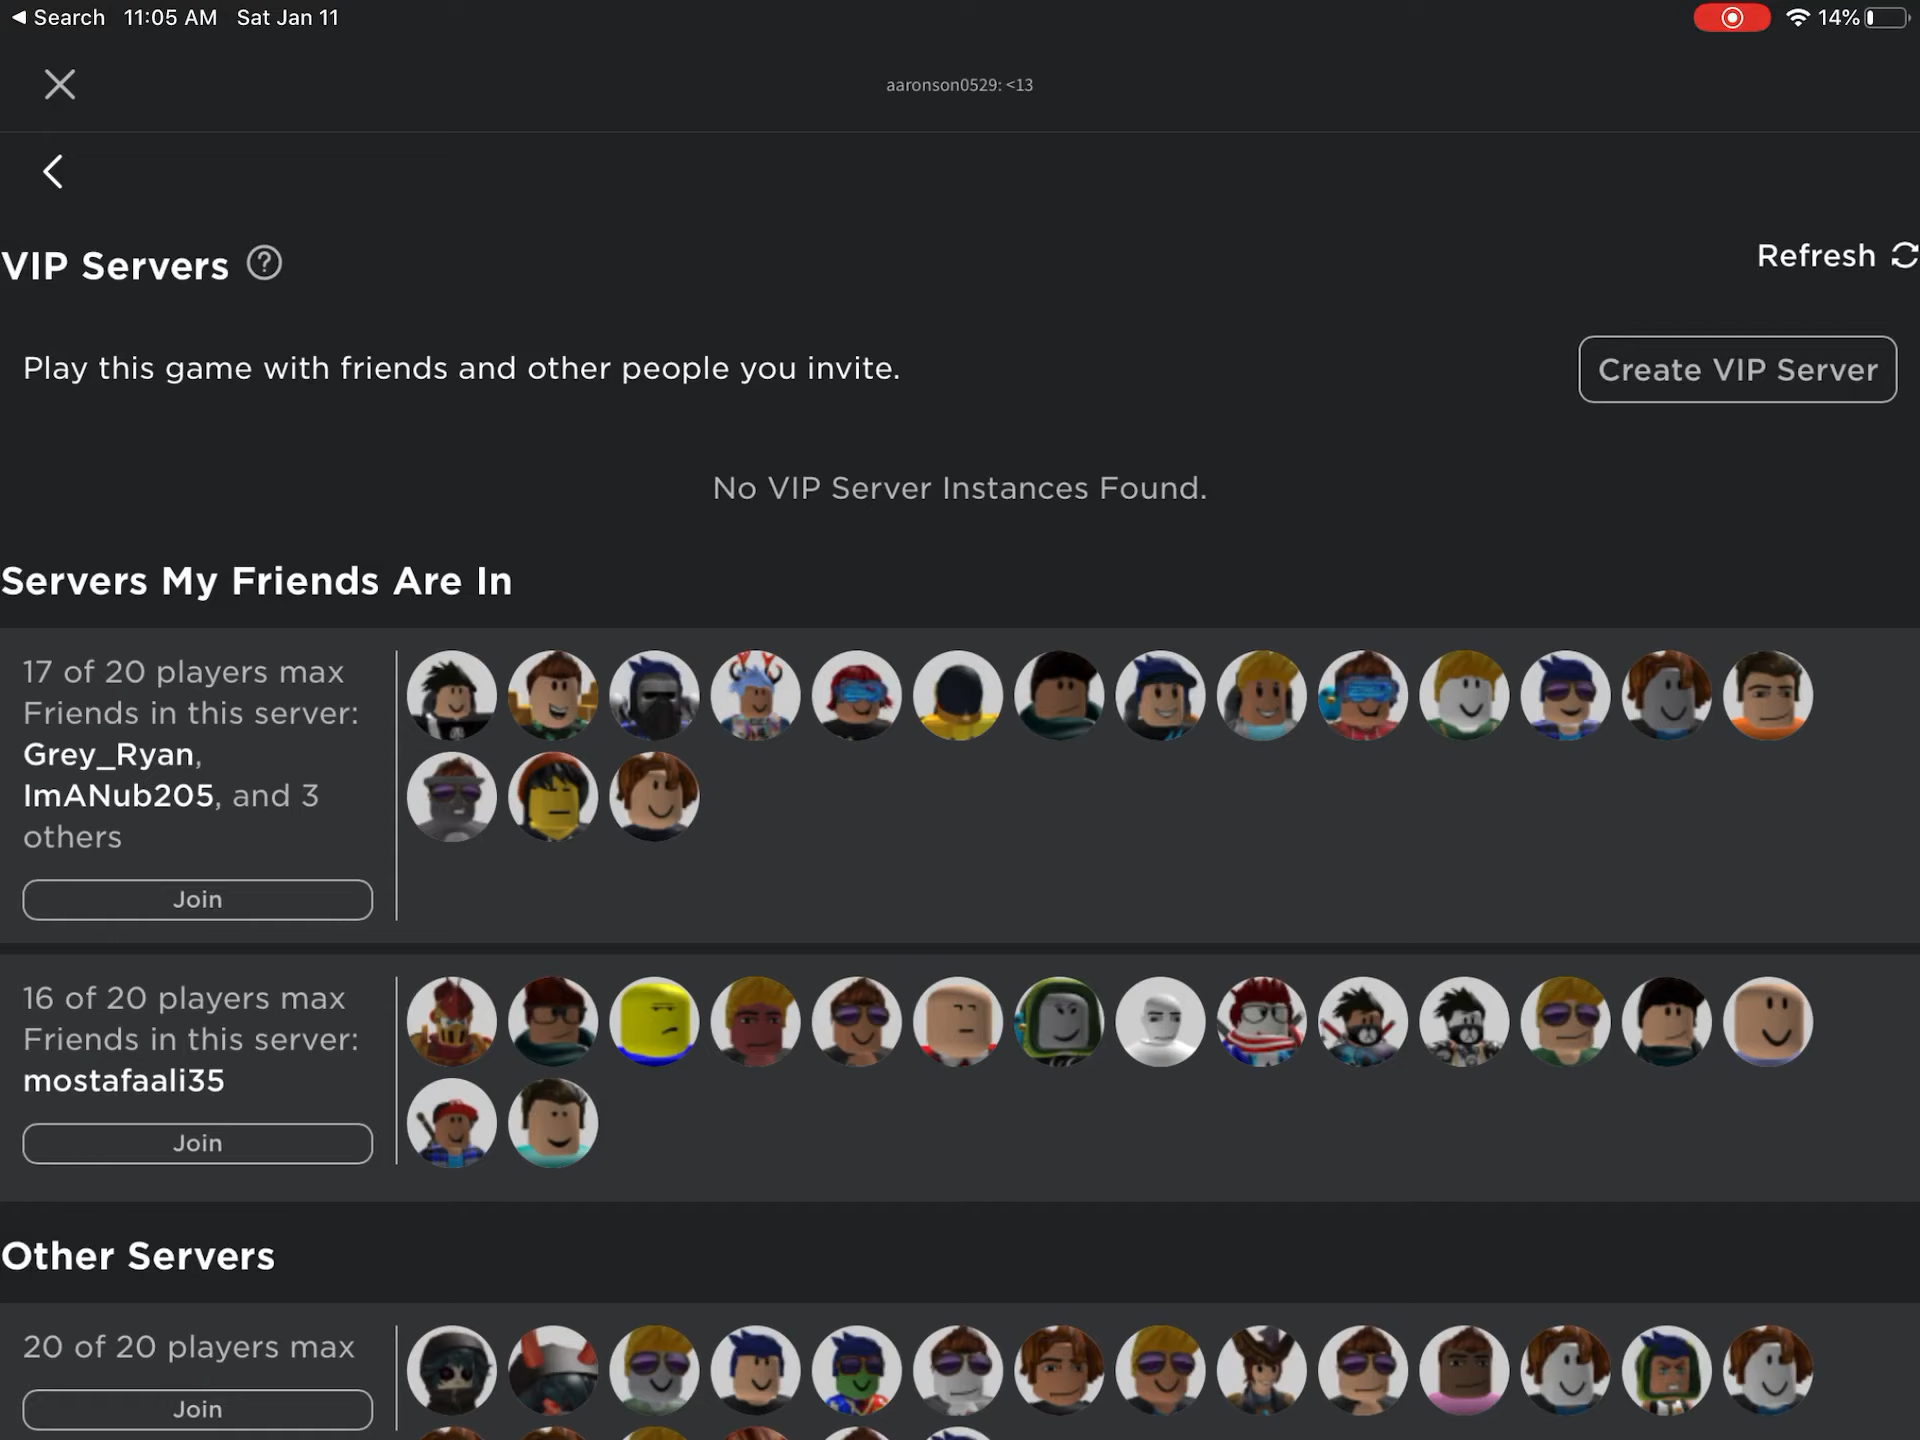 Search 11:05 AM Sat Jan 11
14%
aaronson0529: <13
VIP Servers
Refresh
Play this game with friends and other people you invite.
Create VIP Server
No VIP Server Instances Found.
Servers My Friends Are In
17 of 20 players max
Friends in this server:
Grey_Ryan,
ImANub205, and 3
others
Join
16 of 20 players max
Friends in this server:
mostafaali35
Join
Other Servers
20 of 20 players max
Join